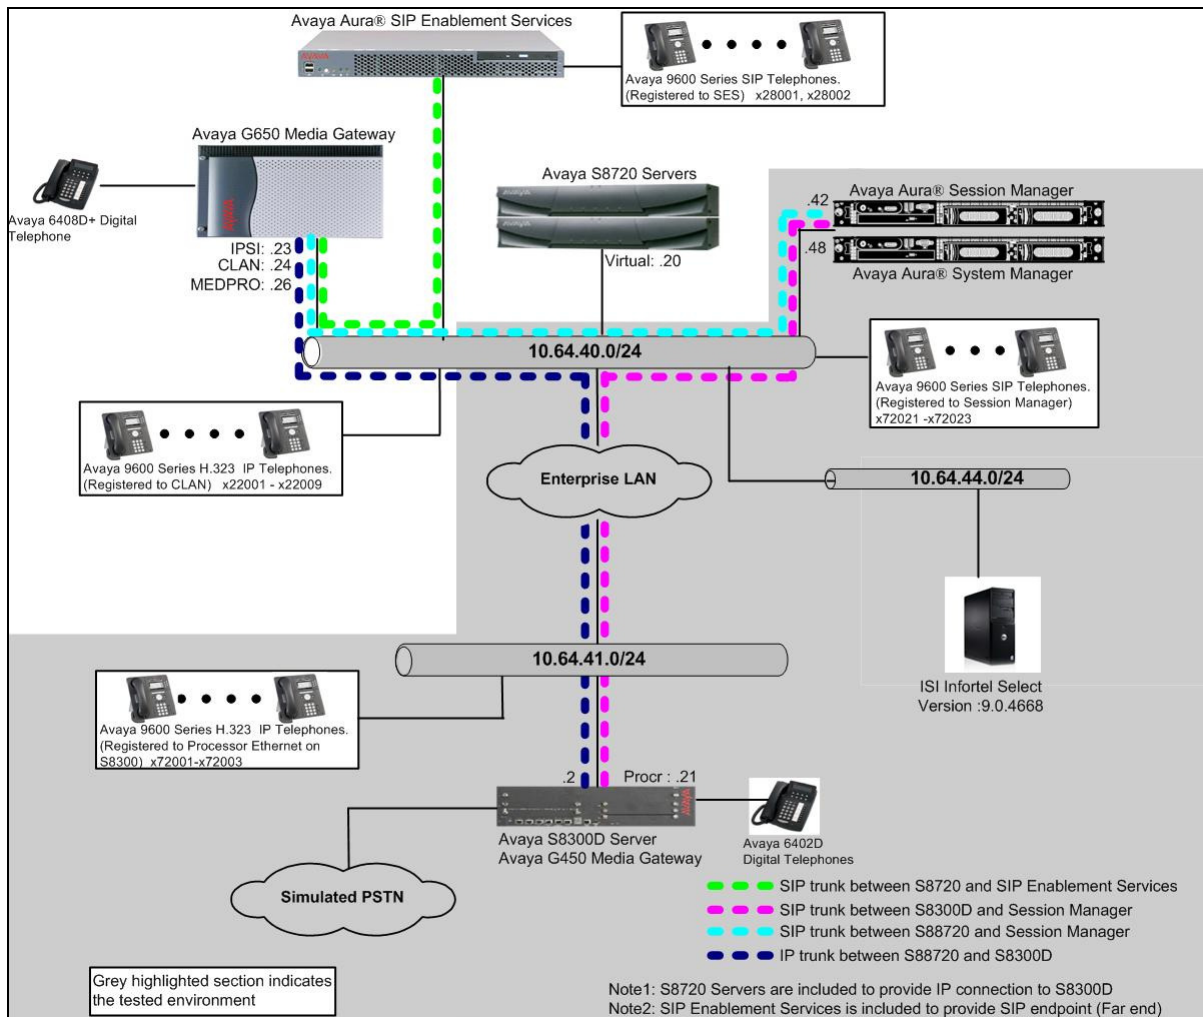 Avaya Aura® SIP Enablement Services
AVAYA
Avaya 9600 Series SIP Telephones.
(Registered to SES) x28001, x28002
Avaya G650 Media Gateway
AVAYA
Avaya 6408D+ Digital
Telephone
IPSI: .23
CLAN: .24
MEDPRO: .26
Avaya S8720 Servers
AVAYA
AVAYA
Virtual: .20
Avaya Aura® Session Manager
.42
.48
Avaya Aura® System Manager
10.64.40.0/24
Avaya 9600 Series SIP Telephones.
(Registered to Session Manager)
x72021 -x72023
Avaya 9600 Series H.323 IP Telephones.
(Registered to CLAN) x22001 - x22009
Enterprise LAN
10.64.44.0/24
10.64.41.0/24
ISI Infortel Select
Version :9.0.4668
Avaya 9600 Series H.323 IP Telephones.
(Registered to Processor Ethernet on
S8300) x72001-x72003
.2
Procr : .21
AVAYA
Avaya S8300D Server
Avaya G450 Media Gateway
Avaya 6402D
Digital Telephones
Simulated PSTN
SIP trunk between S8720 and SIP Enablement Services
SIP trunk between S8300D and Session Manager
SIP trunk between S88720 and Session Manager
IP trunk between S88720 and S8300D
Grey highlighted section indicates
the tested environment
Note1: S8720 Servers are included to provide IP connection to S8300D
Note2: SIP Enablement Services is included to provide SIP endpoint (Far end)